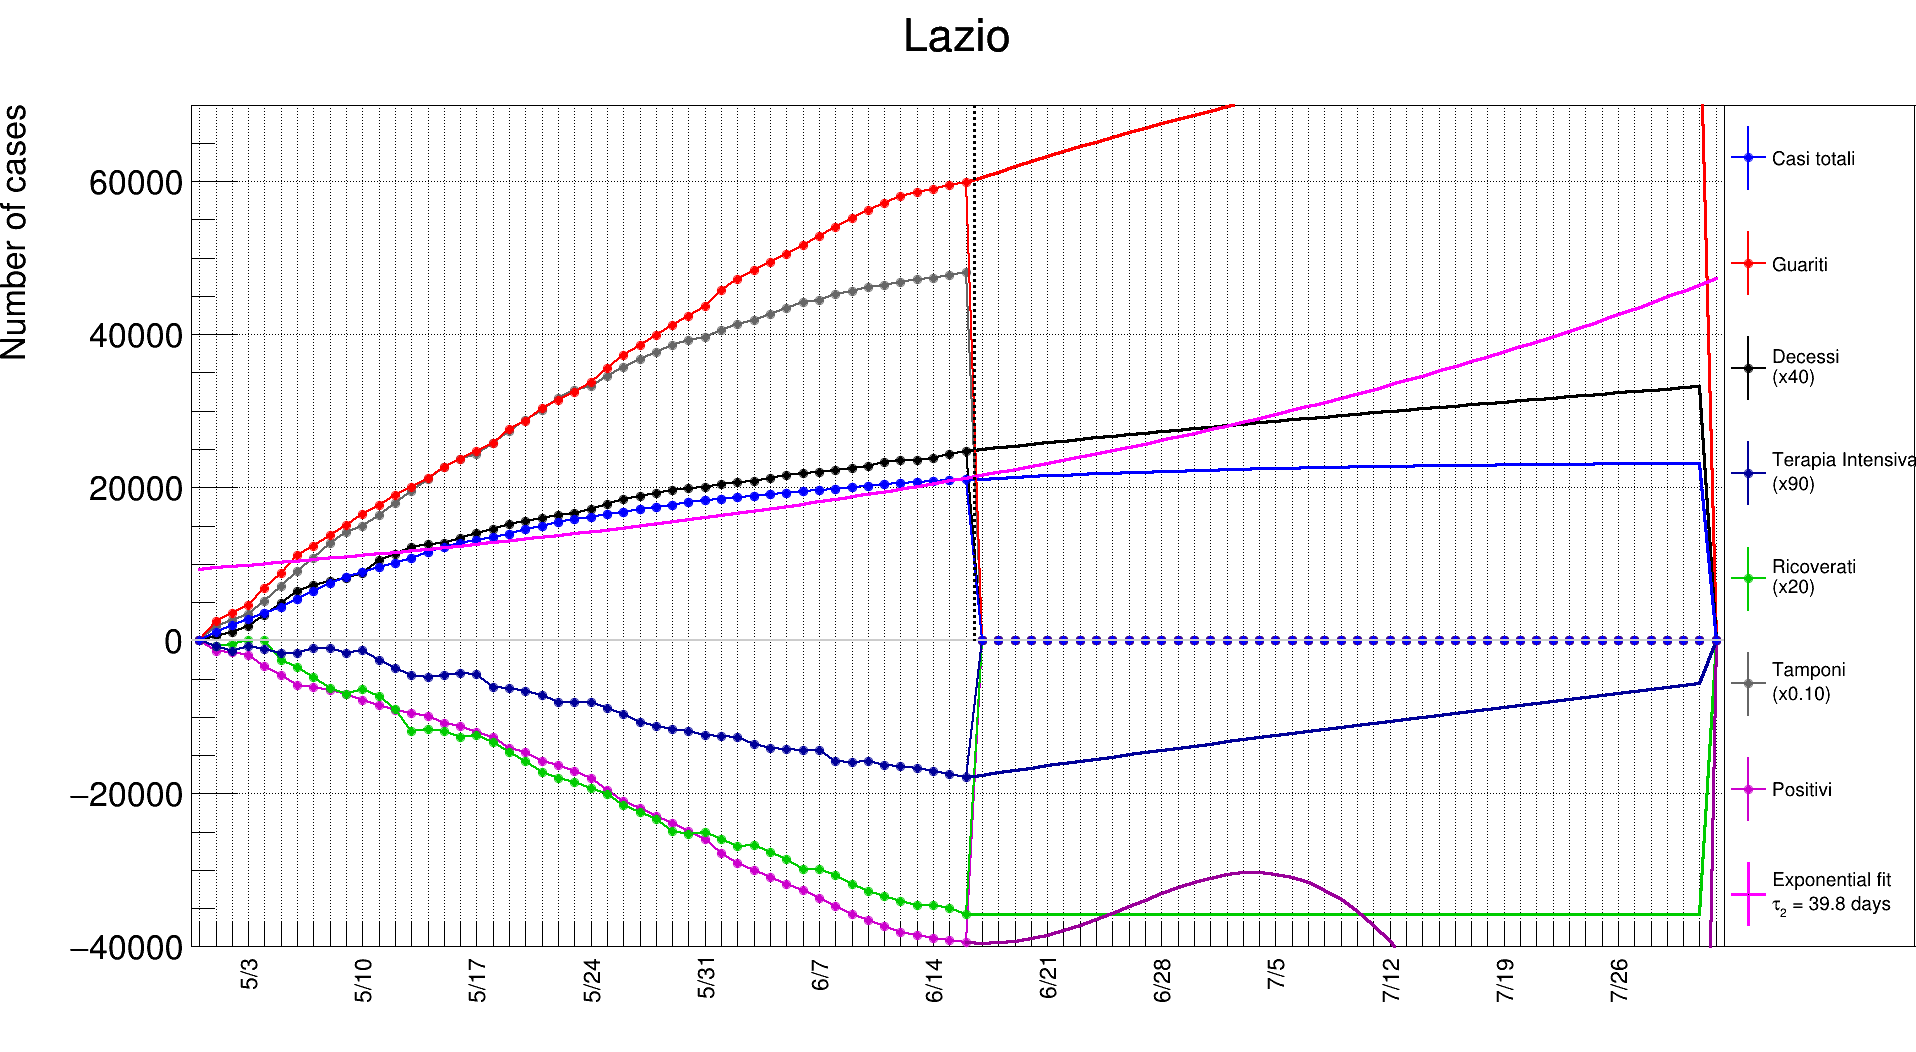 Lazio
Number of cases
60000
40000
20000
0
−20000
−40000
5/3
5/10
5/17
5/24
5/31
6/7
6/14
6/21
6/28
7/5
7/12
7/19
7/26
Casi totali
Guariti
Decessi
(x40)
Terapia Intensiva
(x90)
Ricoverati
(x20)
Tamponi
(x0.10)
Positivi
Exponential fit
τ2 = 39.8 days